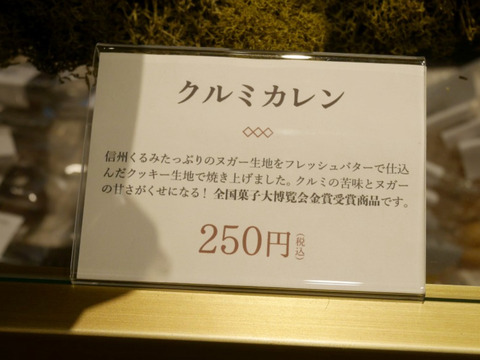 クルミカレン
信州くるみたっぷりのヌガー生地をフレッシュバターで仕込
んだクッキー生地で焼き上げました。クルミの苦味とヌガー
の甘さがくせになる！全国菓子大博覧会金賞受賞商品です。
250円(税込)